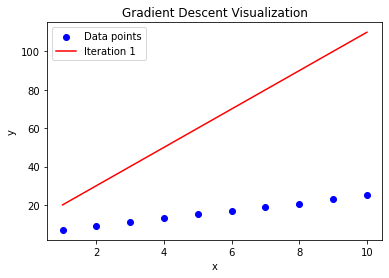 Gradient Descent Visualization
Data points
Iteration 1
100
80
60
40
20
y
2
4
6
8
10
x